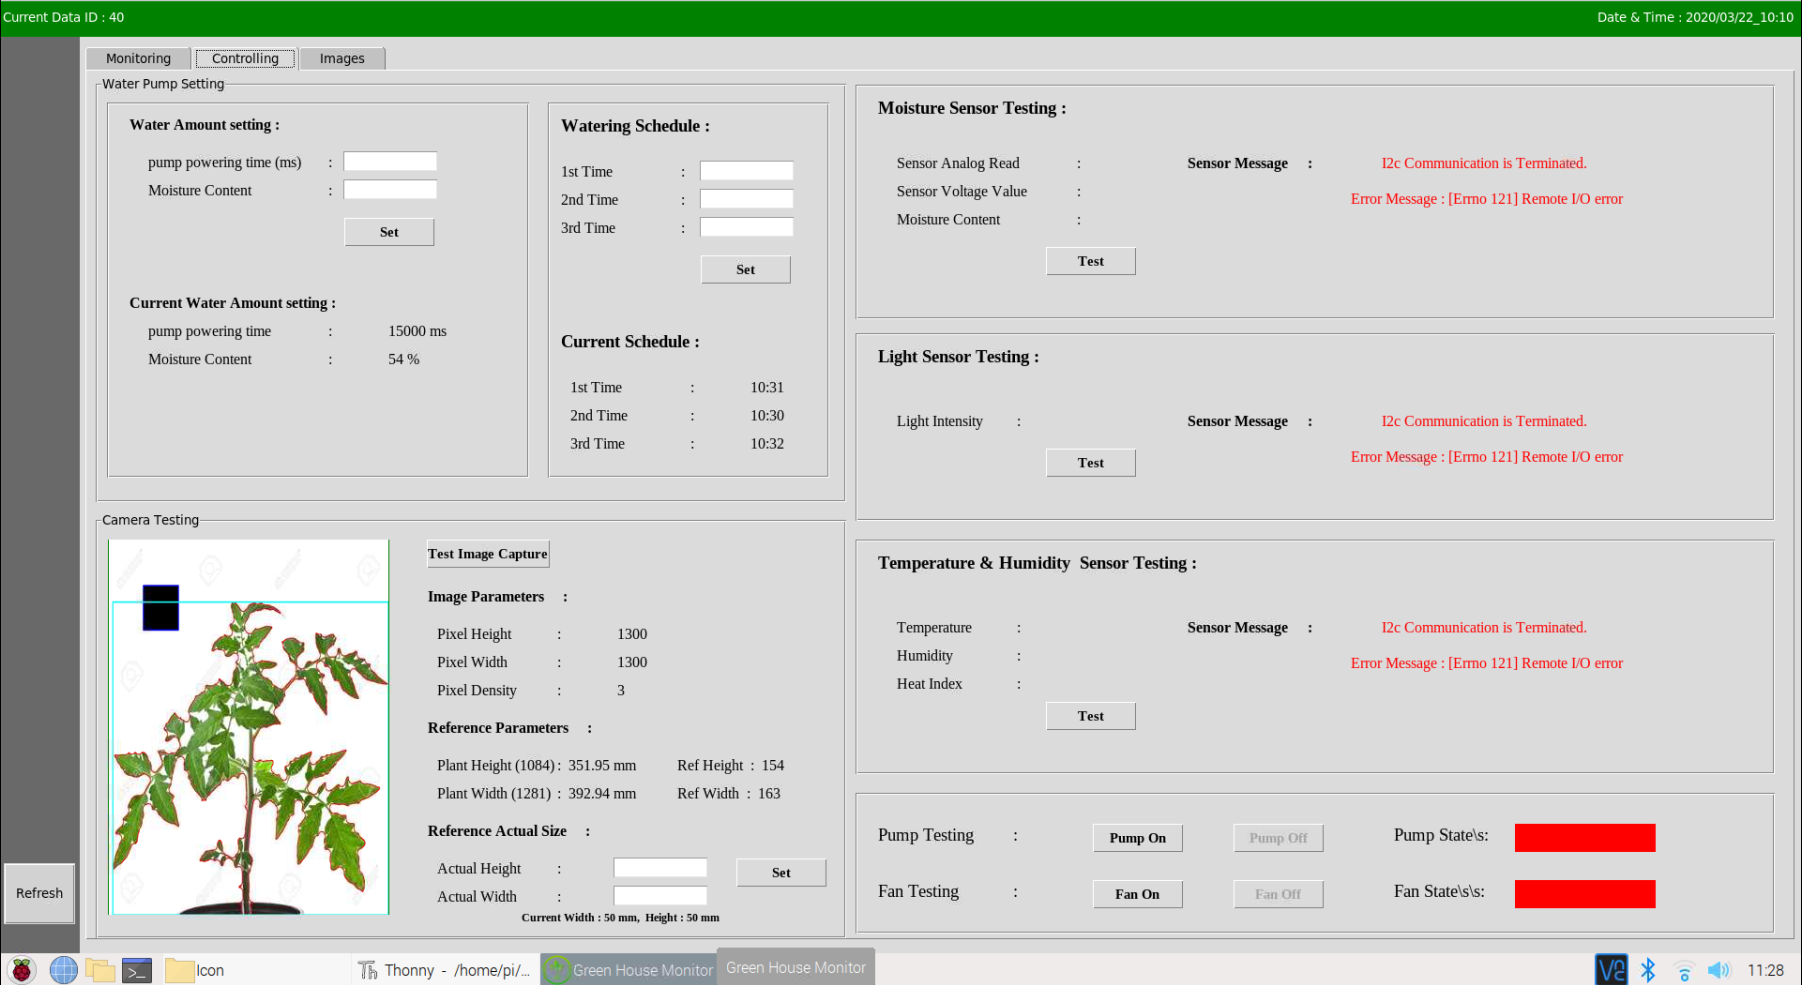 Current Data ID : 40
Date & Time : 2020/03/22_10:10
Monitoring
Controlling
Images
Water Pump Setting
Water Amount setting :
pump powering time (ms) :
Moisture Content :
Set
Current Water Amount setting :
pump powering time : 15000 ms
Moisture Content : 54 %
Watering Schedule :
1st Time :
2nd Time :
3rd Time :
Set
Current Schedule :
1st Time : 10:31
2nd Time : 10:30
3rd Time : 10:32
Moisture Sensor Testing :
Sensor Analog Read :
Sensor Voltage Value :
Moisture Content :
Test
Sensor Message : I2c Communication is Terminated.
Error Message : [Errno 121] Remote I/O error
Light Sensor Testing :
Light Intensity :
Test
Sensor Message : I2c Communication is Terminated.
Error Message : [Errno 121] Remote I/O error
Camera Testing
Test Image Capture
Image Parameters :
Pixel Height : 1300
Pixel Width : 1300
Pixel Density : 3
Reference Parameters :
Plant Height (1084) : 351.95 mm Ref Height : 154
Plant Width (1281) : 392.94 mm Ref Width : 163
Reference Actual Size :
Actual Height :
Actual Width :
Set
Current Width : 50 mm, Height : 50 mm
Temperature & Humidity Sensor Testing :
Temperature :
Humidity :
Heat Index :
Test
Sensor Message : I2c Communication is Terminated.
Error Message : [Errno 121] Remote I/O error
Pump Testing : Pump On Pump Off Pump State\s:
Fan Testing : Fan On Fan Off Fan State\s\s:
Refresh
Icon
Thonny - /home/pi/...
Green House Monitor
Green House Monitor
11:28